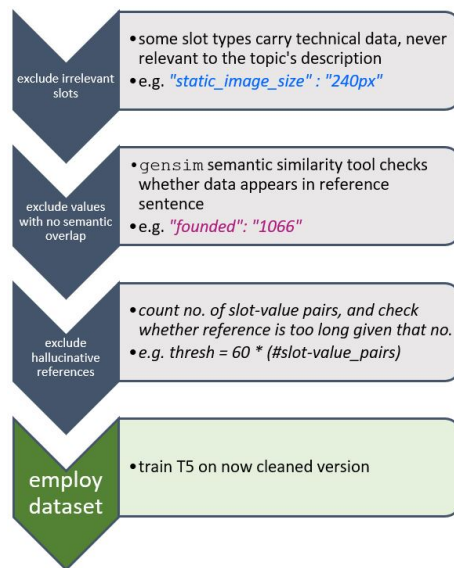 exclude irrelevant
slots
•some slot types carry technical data, never
relevant to the topic's description
•e.g. "static_image_size" : "240px"
exclude values
with no semantic
overlap
•gensim semantic similarity tool checks
whether data appears in reference
sentence
•e.g. "founded": "1066"
exclude
hallucinative
references
•count no. of slot-value pairs, and check
whether reference is too long given that no.
•e.g. thresh = 60 * (#slot-value_pairs)
employ
dataset
•train T5 on now cleaned version